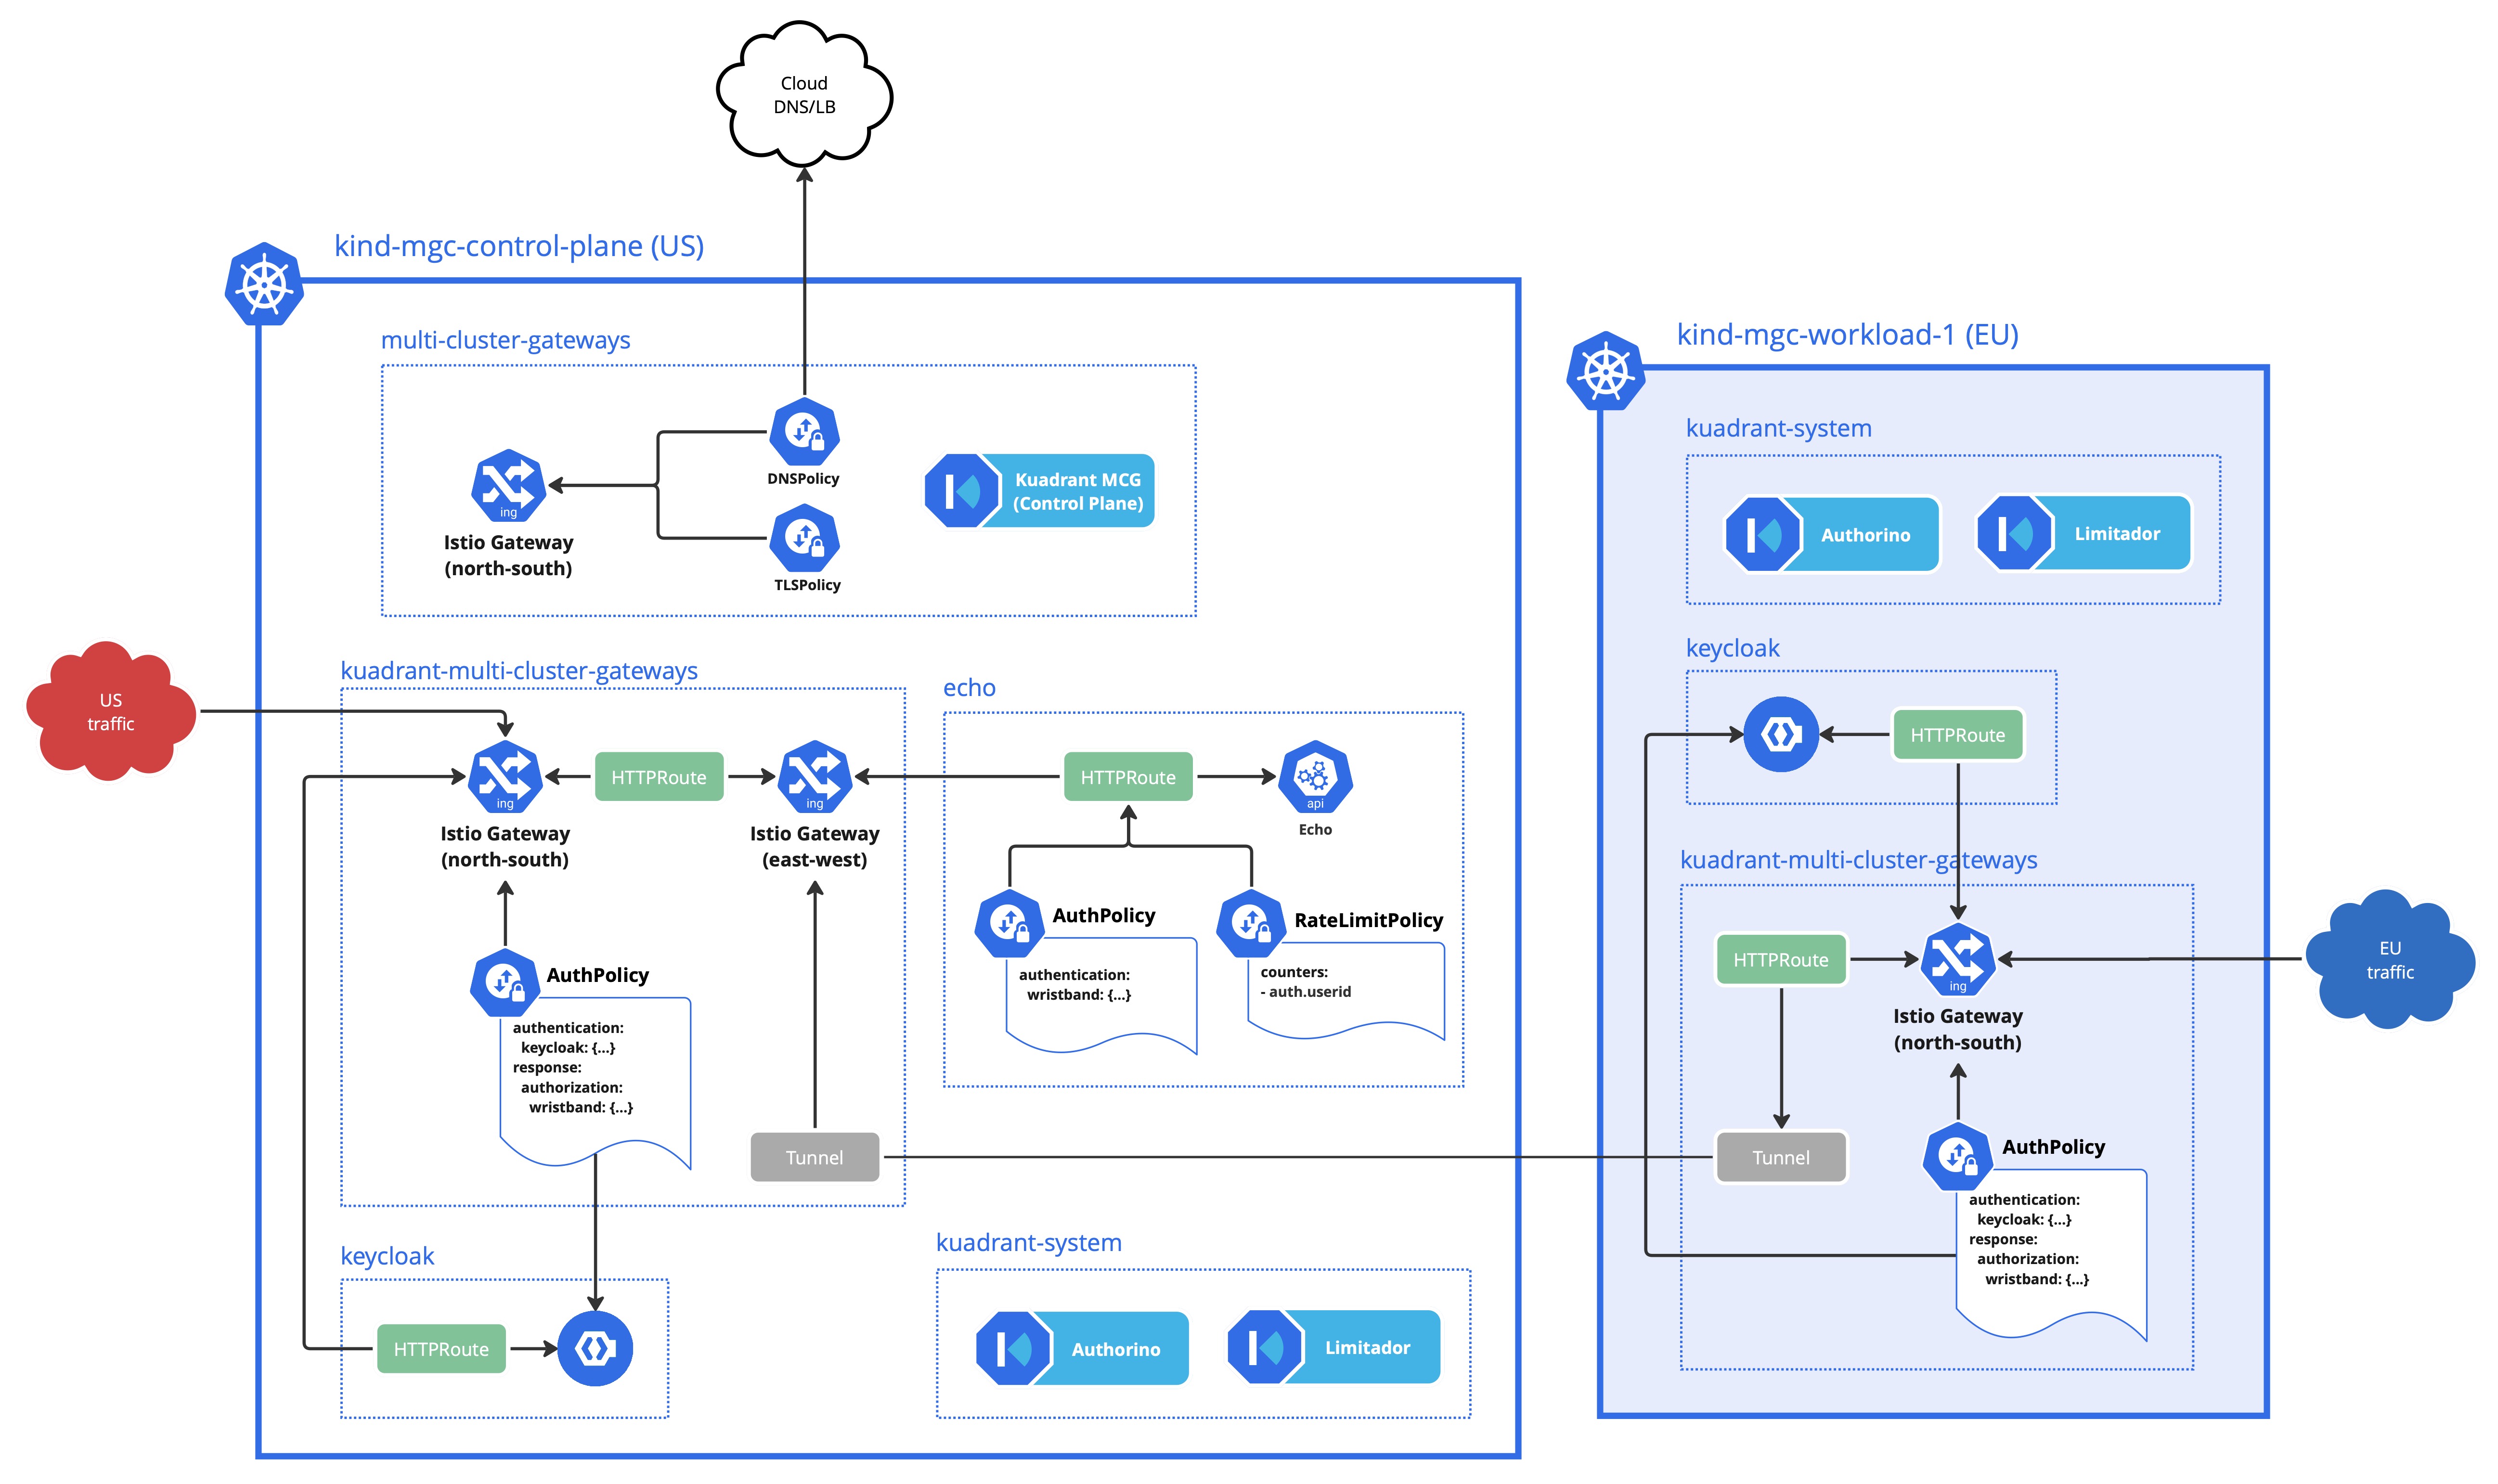 Cloud
DNS/LB
kind-mgc-control-plane (US)
multi-cluster-gateways
ing
Istio Gateway
(north-south)
DNSPolicy
TLSPolicy
Kuadrant MCG
(Control Plane)
US
traffic
kuadrant-multi-cluster-gateways
ing
Istio Gateway
(north-south)
HTTPRoute
ing
Istio Gateway
(east-west)
AuthPolicy
authentication:
keycloak: {...}
response:
authorization:
wristband: {...}
Tunnel
echo
HTTPRoute
api
Echo
AuthPolicy
authentication:
wristband: {...}
RateLimitPolicy
counters:
- auth.userid
keycloak
HTTPRoute
kuadrant-system
Authorino
Limitador
kind-mgc-workload-1 (EU)
kuadrant-system
Authorino
Limitador
keycloak
HTTPRoute
kuadrant-multi-cluster-gateways
HTTPRoute
ing
Istio Gateway
(north-south)
Tunnel
AuthPolicy
authentication:
keycloak: {...}
response:
authorization:
wristband: {...}
EU
traffic